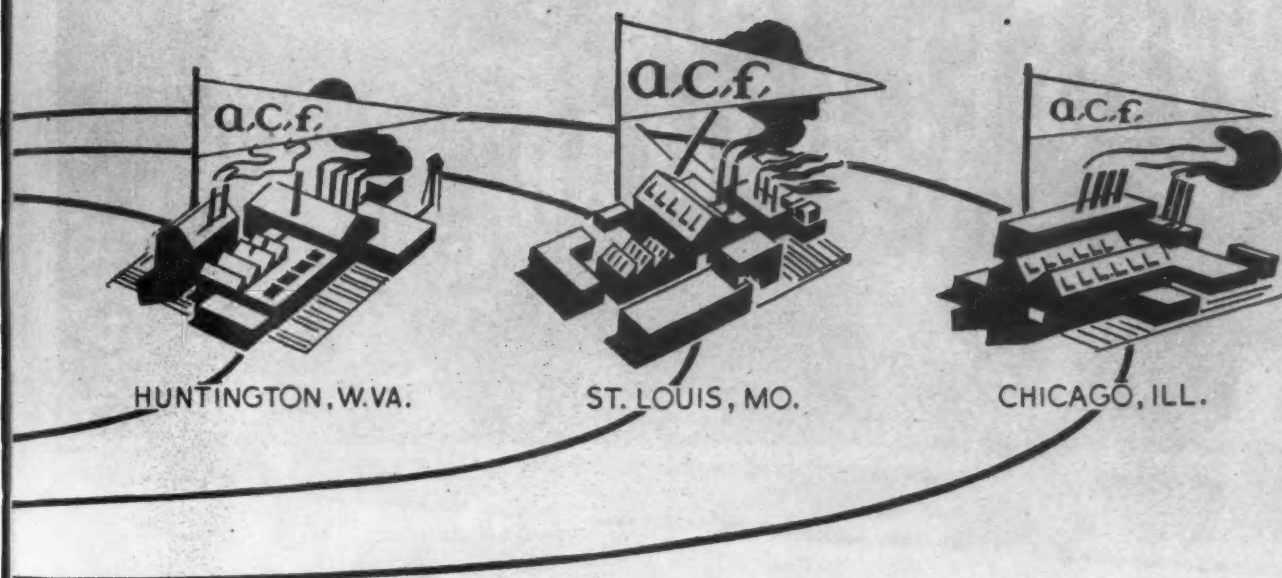 a.c.f.
a.c.f.
a.c.f.
HUNTINGTON, W.VA.
ST. LOUIS, MO.
CHICAGO, ILL.